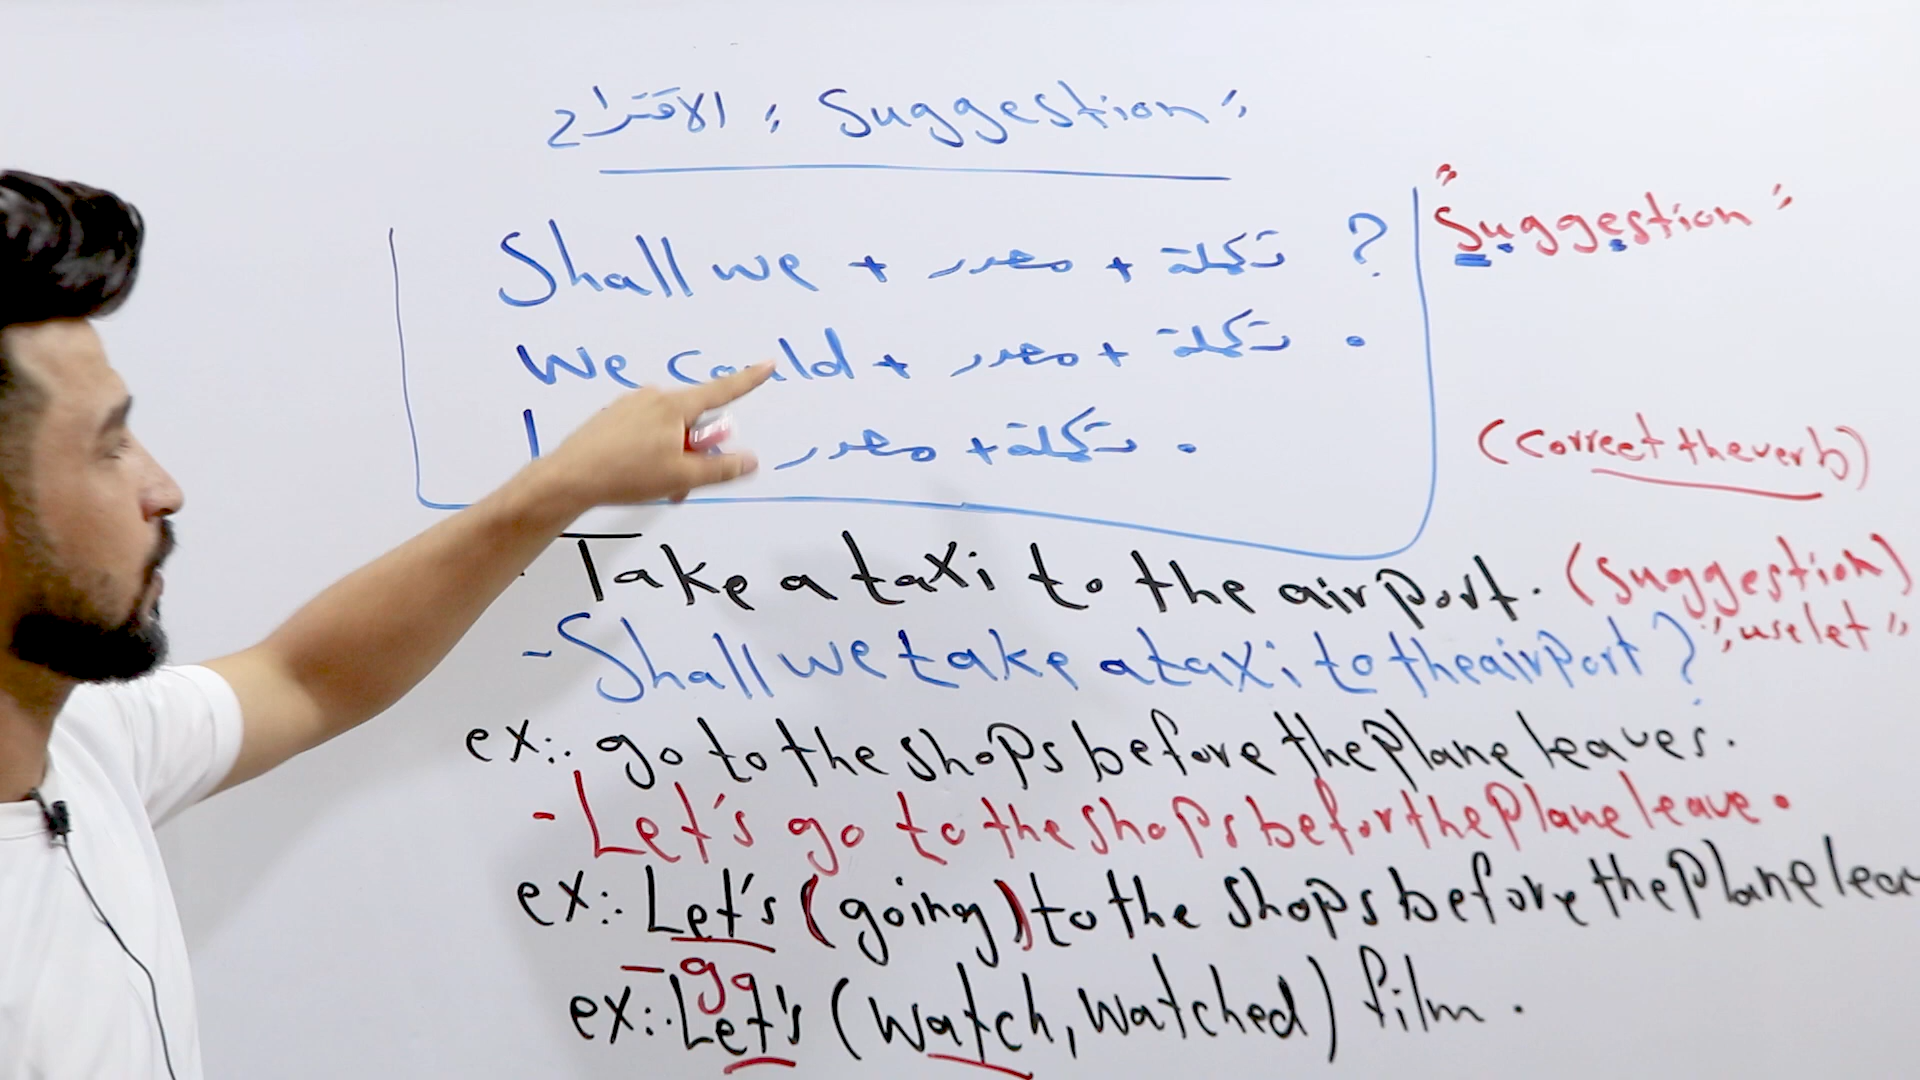 الاقتراح " Suggestion "
Shall we + مصدر + تكملة ?
We could + مصدر + تكملة .
مصدر + تكملة .
" Suggestion "
(correct the verb)
Take a taxi to the airport. (Suggestion)
" use let "
- Shall we take a taxi to the airport ?
ex:. go to the shops before the plane leaves.
- Let's go to the shops befor the plane leave.
ex:. Let's (going) to the shops before the plane
- go
ex:. Let's (watch, watched) film.